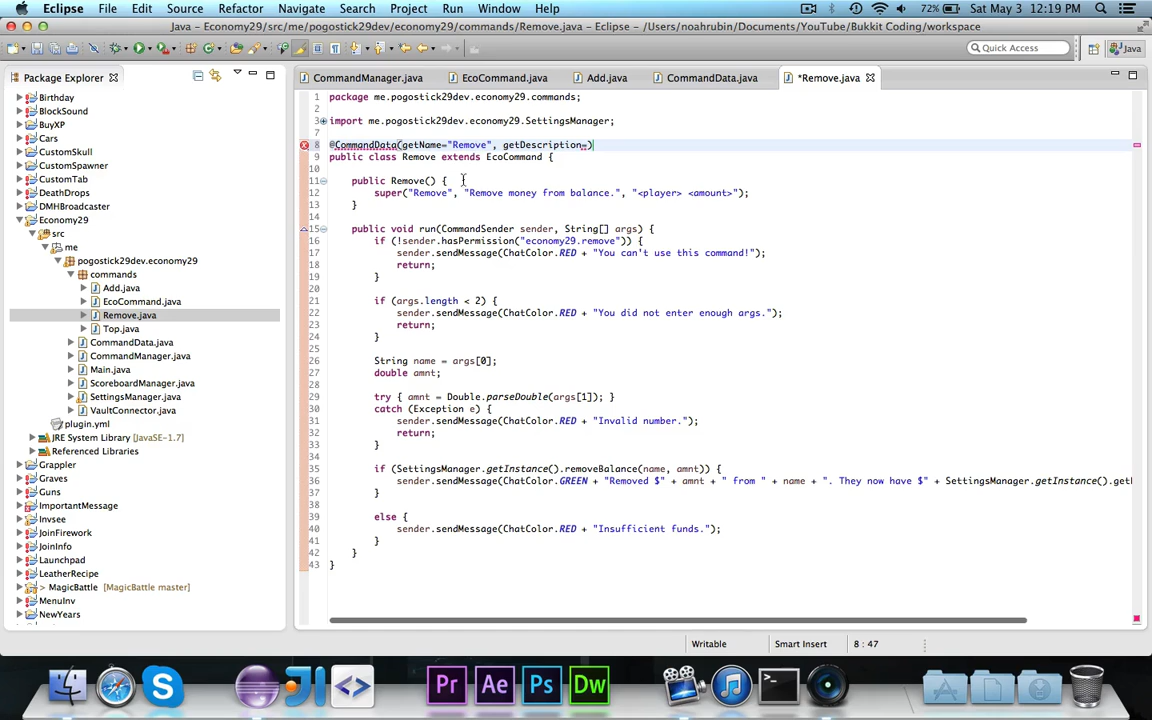 Eclipse File Edit Source Refactor Navigate Search Project Run Window Help 72% Sat May 3 12:19 PM
Java – Economy29/src/me/pogostick29dev/economy29/commands/Remove.java – Eclipse – /Users/noahrubin/Documents/YouTube/Bukkit Coding/workspace
Quick Access Java
Package Explorer
CommandManager.java EcoCommand.java Add.java CommandData.java *Remove.java
Birthday
BlockSound
BuyXP
Cars
CustomSkull
CustomSpawner
CustomTab
DeathDrops
DMHBroadcaster
Economy29
src
me
pogostick29dev.economy29
commands
Add.java
EcoCommand.java
Remove.java
Top.java
CommandData.java
CommandManager.java
Main.java
ScoreboardManager.java
SettingsManager.java
VaultConnector.java
plugin.yml
JRE System Library [JavaSE-1.7]
Referenced Libraries
Grappler
Graves
Guns
ImportantMessage
Invsee
JoinFirework
JoinInfo
Launchpad
LeatherRecipe
> MagicBattle [MagicBattle master]
MenuInv
NewYears
1 package me.pogostick29dev.economy29.commands;
2
3 import me.pogostick29dev.economy29.SettingsManager;
7
8 @CommandData(getName="Remove", getDescription=)
9 public class Remove extends EcoCommand {
10
11 public Remove() {
12 super("Remove", "Remove money from balance.", "<player> <amount>");
13 }
14
15 public void run(CommandSender sender, String[] args) {
16 if (!sender.hasPermission("economy29.remove")) {
17 sender.sendMessage(ChatColor.RED + "You can't use this command!");
18 return;
19 }
20
21 if (args.length < 2) {
22 sender.sendMessage(ChatColor.RED + "You did not enter enough args.");
23 return;
24 }
25
26 String name = args[0];
27 double amnt;
28
29 try { amnt = Double.parseDouble(args[1]); }
30 catch (Exception e) {
31 sender.sendMessage(ChatColor.RED + "Invalid number.");
32 return;
33 }
34
35 if (SettingsManager.getInstance().removeBalance(name, amnt)) {
36 sender.sendMessage(ChatColor.GREEN + "Removed $" + amnt + " from " + name + ". They now have $" + SettingsManager.getInstance().getl
37 }
38
39 else {
40 sender.sendMessage(ChatColor.RED + "Insufficient funds.");
41 }
42 }
43 }
Writable Smart Insert 8 : 47
Pr Ae Ps Dw